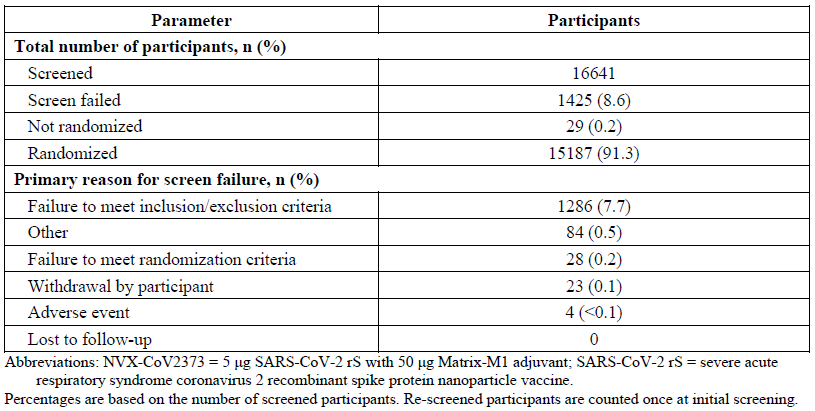 Parameter Participants
Total number of participants, n (%)
Screened 16641
Screen failed 1425 (8.6)
Not randomized 29 (0.2)
Randomized 15187 (91.3)
Primary reason for screen failure, n (%)
Failure to meet inclusion/exclusion criteria 1286 (7.7)
Other 84 (0.5)
Failure to meet randomization criteria 28 (0.2)
Withdrawal by participant 23 (0.1)
Adverse event 4 (<0.1)
Lost to follow-up 0
Abbreviations: NVX-CoV2373 = 5 μg SARS-CoV-2 rS with 50 μg Matrix-M1 adjuvant; SARS-CoV-2 rS = severe acute
respiratory syndrome coronavirus 2 recombinant spike protein nanoparticle vaccine.
Percentages are based on the number of screened participants. Re-screened participants are counted once at initial screening.